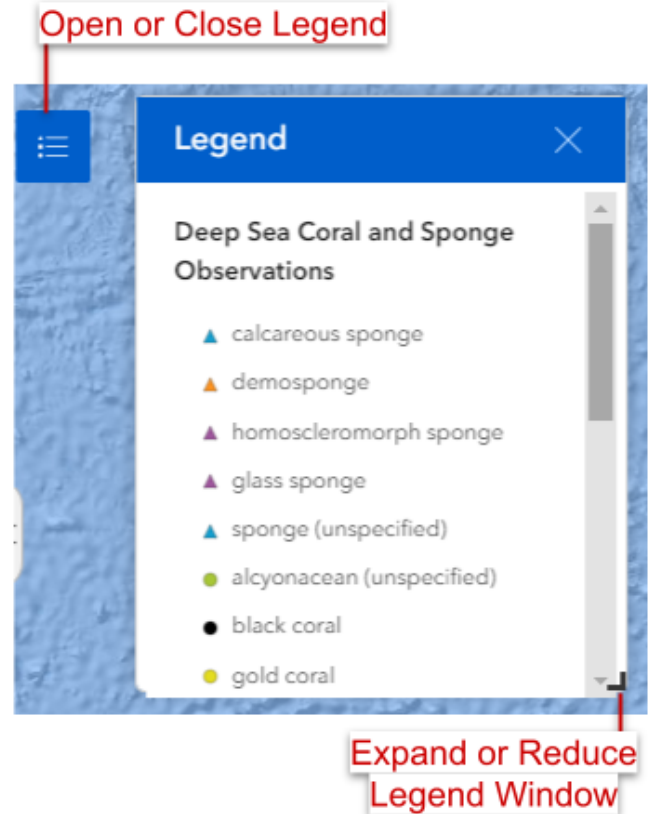 Open or Close Legend
Legend
Deep Sea Coral and Sponge
Observations
calcareous sponge
demosponge
homoscleromorph sponge
glass sponge
sponge (unspecified)
alcyonacean (unspecified)
black coral
gold coral
Expand or Reduce
Legend Window